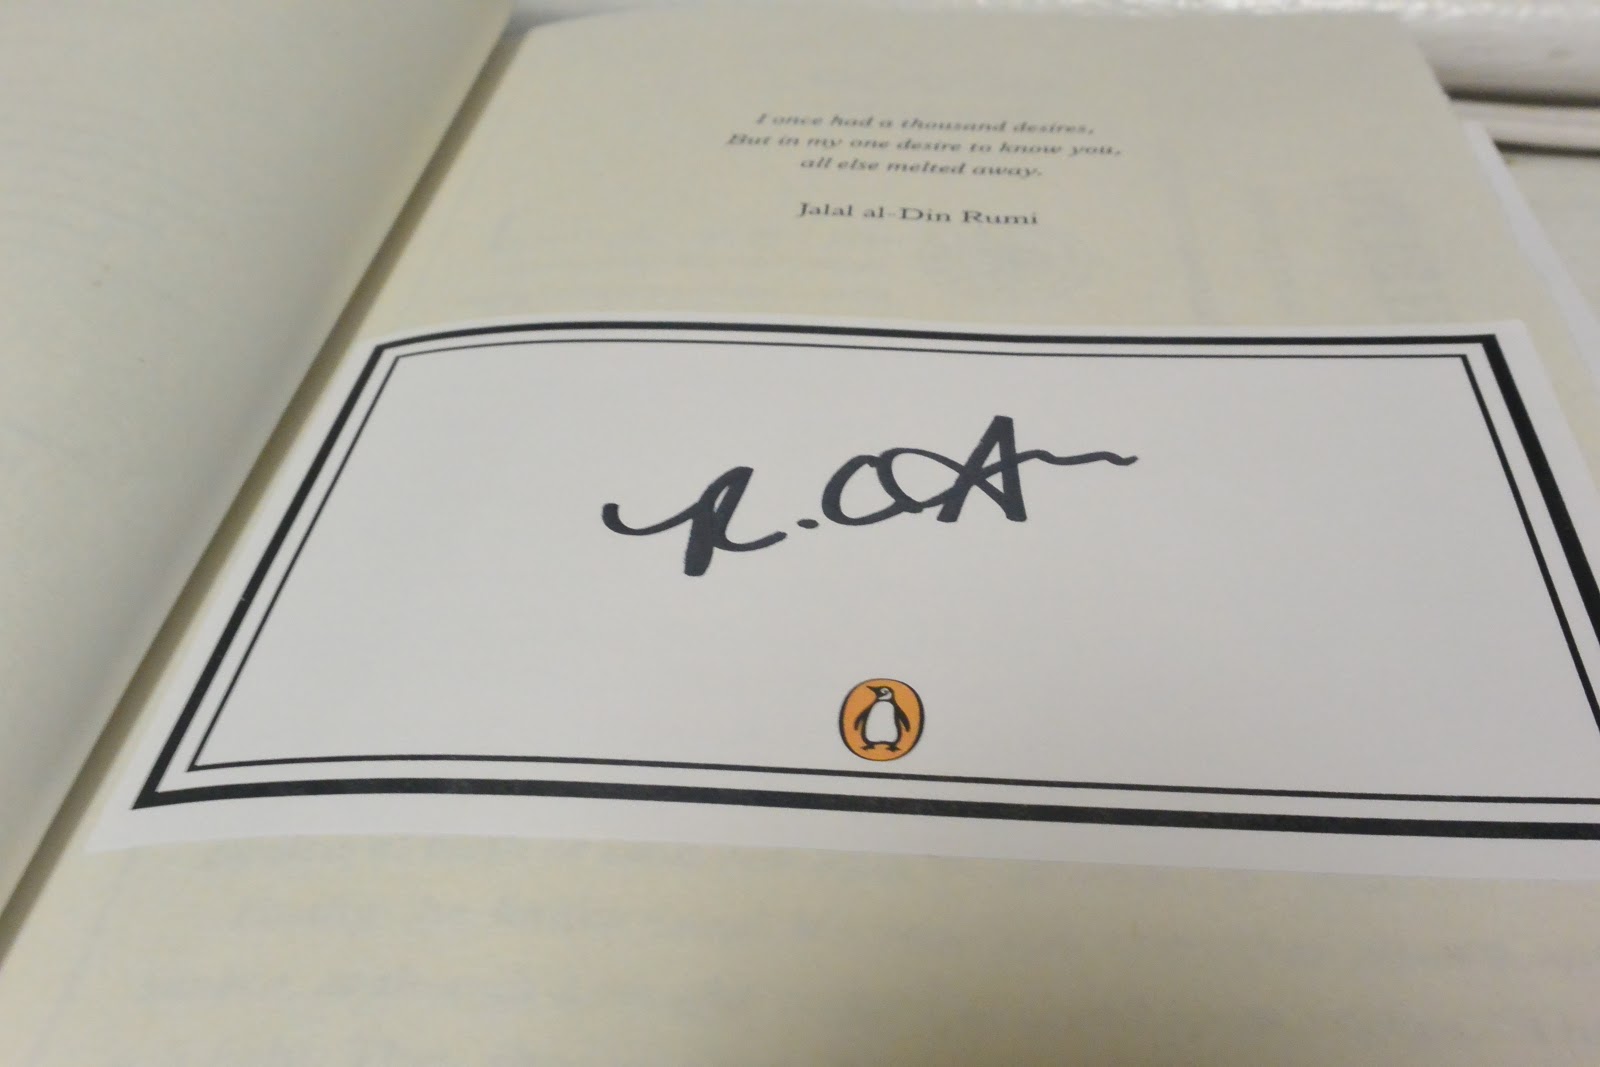 I once had a thousand desires,
But in my one desire to know you,
all else melted away.
Jalal al-Din Rumi